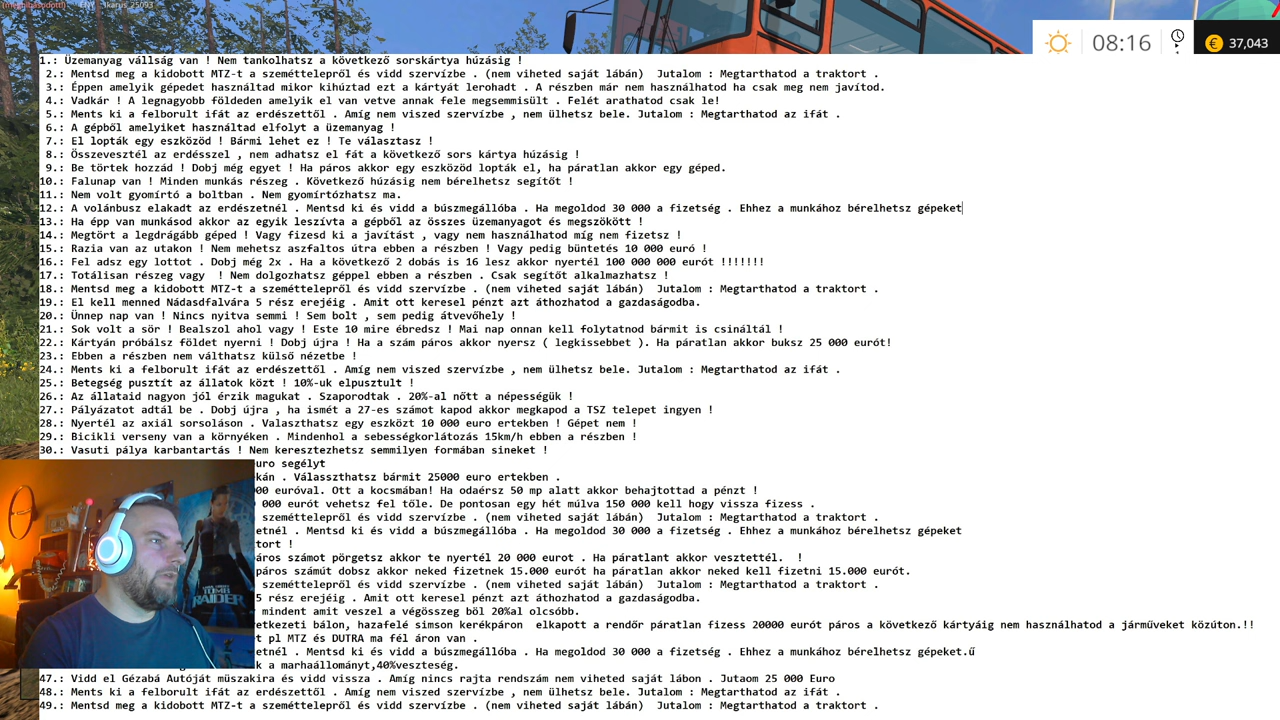 (megnibásodott) ENY - Ikarus_25093
08:16
37,043
1.: Üzemanyag vállság van ! Nem tankolhatsz a következő sorskártya húzásig !
2.: Mentsd meg a kidobott MTZ-t a szeméttelepről és vidd szervízbe . (nem viheted saját lábán) Jutalom : Megtarthatod a traktort .
3.: Éppen amelyik gépedet használtad mikor kihúztad ezt a kártyát lerohadt . A részben már nem használhatod ha csak meg nem javítod.
4.: Vadkár ! A legnagyobb földeden amelyik el van vetve annak fele megsemmisült . Felét arathatod csak le!
5.: Ments ki a felborult ifát az erdészettől . Amíg nem viszed szervízbe , nem ülhetsz bele. Jutalom : Megtarthatod az ifát .
6.: A gépből amelyiket használtad elfolyt a üzemanyag !
7.: El lopták egy eszközöd ! Bármi lehet ez ! Te választasz !
8.: Összevesztél az erdésszel , nem adhatsz el fát a következő sors kártya húzásig !
9.: Be törtek hozzád ! Dobj még egyet ! Ha páros akkor egy eszközöd lopták el, ha páratlan akkor egy géped.
10.: Falunap van ! Minden munkás részeg . Következő húzásig nem bérelhetsz segítőt !
11.: Nem volt gyomírtó a boltban . Nem gyomírtózhatsz ma.
12.: A volánbusz elakadt az erdészetnél . Mentsd ki és vidd a búszmegállóba . Ha megoldod 30 000 a fizetség . Ehhez a munkához bérelhetsz gépeket
13.: Ha épp van munkásod akkor az egyik leszívta a gépből az összes üzemanyagot és megszökött !
14.: Megtört a legdrágább géped ! Vagy fizesd ki a javítást , vagy nem használhatod míg nem fizetsz !
15.: Razia van az utakon ! Nem mehetsz aszfaltos útra ebben a részben ! Vagy pedig büntetés 10 000 euró !
16.: Fel adsz egy lottot . Dobj még 2x . Ha a következő 2 dobás is 16 lesz akkor nyertél 100 000 000 eurót !!!!!!!
17.: Totálisan részeg vagy ! Nem dolgozhatsz géppel ebben a részben . Csak segítőt alkalmazhatsz !
18.: Mentsd meg a kidobott MTZ-t a szeméttelepről és vidd szervízbe . (nem viheted saját lábán) Jutalom : Megtarthatod a traktort .
19.: El kell menned Nádasdfalvára 5 rész erejéig . Amit ott keresel pénzt azt áthozhatod a gazdaságodba.
20.: Ünnep nap van ! Nincs nyitva semmi ! Sem bolt , sem pedig átvevőhely !
21.: Sok volt a sör ! Bealszol ahol vagy ! Este 10 mire ébredsz ! Mai nap onnan kell folytatnod bármit is csináltál !
22.: Kártyán próbálsz földet nyerni ! Dobj újra ! Ha a szám páros akkor nyersz ( legkissebbet ). Ha páratlan akkor buksz 25 000 eurót!
23.: Ebben a részben nem válthatsz külső nézetbe !
24.: Ments ki a felborult ifát az erdészettől . Amíg nem viszed szervízbe , nem ülhetsz bele. Jutalom : Megtarthatod az ifát .
25.: Betegség pusztít az állatok közt ! 10%-uk elpusztult !
26.: Az állataid nagyon jól érzik magukat . Szaporodtak . 20%-al nőtt a népességük !
27.: Pályázatot adtál be . Dobj újra , ha ismét a 27-es számot kapod akkor megkapod a TSZ telepet ingyen !
28.: Nyertél az axiál sorsoláson . Valaszthatsz egy eszközt 10 000 euro ertekben ! Gépet nem !
29.: Bicikli verseny van a környéken . Mindenhol a sebességkorlátozás 15km/h ebben a részben !
30.: Vasuti pálya karbantartás ! Nem keresztezhetsz semmilyen formában sineket !
uro segélyt
kán . Választhatsz bármit 25000 euro ertekben .
00 euróval. Ott a kocsmában! Ha odaérsz 50 mp alatt akkor behajtottad a pénzt !
000 eurót vehetsz fel tőle. De pontosan egy hét múlva 150 000 kell hogy vissza fizess .
szeméttelepről és vidd szervízbe . (nem viheted saját lábán) Jutalom : Megtarthatod a traktort .
etnél . Mentsd ki és vidd a búszmegállóba . Ha megoldod 30 000 a fizetség . Ehhez a munkához bérelhetsz gépeket
tort !
áros számot pörgetsz akkor te nyertél 20 000 eurot . Ha páratlant akkor vesztettél. !
páros számút dobsz akkor neked fizetnek 15.000 eurót ha páratlan akkor neked kell fizetni 15.000 eurót.
szeméttelepről és vidd szervízbe . (nem viheted saját lábán) Jutalom : Megtarthatod a traktort .
5 rész erejéig . Amit ott keresel pénzt azt áthozhatod a gazdaságodba.
mindent amit veszel a végösszeg böl 20%al olcsóbb.
retkezeti bálon, hazafelé simson kerékpáron elkapott a rendőr páratlan fizess 20000 eurót páros a következő kártyáig nem használhatod a járműveket közúton.!!
t pl MTZ és DUTRA ma fél áron van .
etnél . Mentsd ki és vidd a búszmegállóba . Ha megoldod 30 000 a fizetség . Ehhez a munkához bérelhetsz gépeket.ű
k a marhaállományt,40%veszteség.
47.: Vidd el Gézabá Autóját müszakira és vidd vissza . Amíg nincs rajta rendszám nem viheted saját lábon . Jutaom 25 000 Euro
48.: Ments ki a felborult ifát az erdészettől . Amíg nem viszed szervízbe , nem ülhetsz bele. Jutalom : Megtarthatod az ifát .
49.: Mentsd meg a kidobott MTZ-t a szeméttelepről és vidd szervízbe . (nem viheted saját lábán) Jutalom : Megtarthatod a traktort .
TOMB
RAIDER